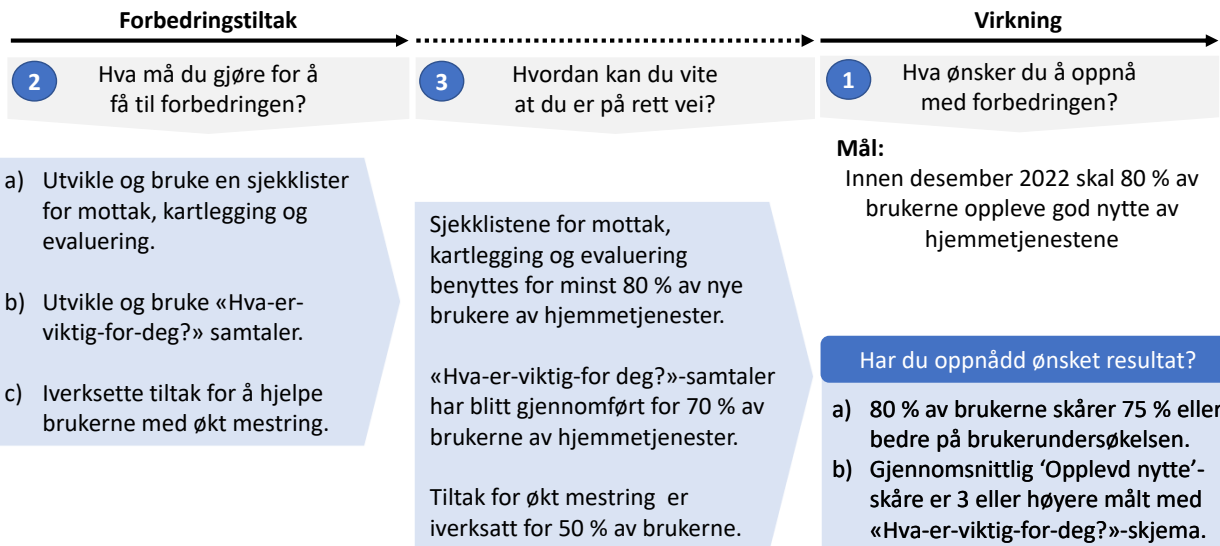 Forbedringstiltak
Virkning
2
Hva må du gjøre for å
få til forbedringen?
3
Hvordan kan du vite
at du er på rett vei?
1
Hva ønsker du å oppnå
med forbedringen?
a) Utvikle og bruke en sjekklister
for mottak, kartlegging og
evaluering.
b) Utvikle og bruke «Hva-er-
viktig-for-deg?» samtaler.
c) Iverksette tiltak for å hjelpe
brukerne med økt mestring.
Sjekklistene for mottak,
kartlegging og evaluering
benyttes for minst 80 % av nye
brukere av hjemmetjenester.
«Hva-er-viktig-for deg?»-samtaler
har blitt gjennomført for 70 % av
brukerne av hjemmetjenester.
Tiltak for økt mestring er
iverksatt for 50 % av brukerne.
Mål:
Innen desember 2022 skal 80 % av
brukerne oppleve god nytte av
hjemmetjenestene
Har du oppnådd ønsket resultat?
a) 80 % av brukerne skårer 75 % eller
bedre på brukerundersøkelsen.
b) Gjennomsnittlig ‘Opplevd nytte’-
skåre er 3 eller høyere målt med
«Hva-er-viktig-for-deg?»-skjema.